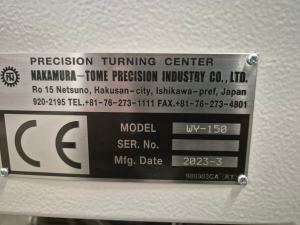 PRECISION TURNING CENTER
NAKAMURA-TOME PRECISION INDUSTRY CO., LTD.
Ro 15 Netsuno, Hakusan-city, Ishikawa-pref, Japan
920-2195 TEL.+81-76-273-1111 FAX.+81-76-273-4801
MODEL WY-150
SER. No.
Mfg. Date 2023-3
CE